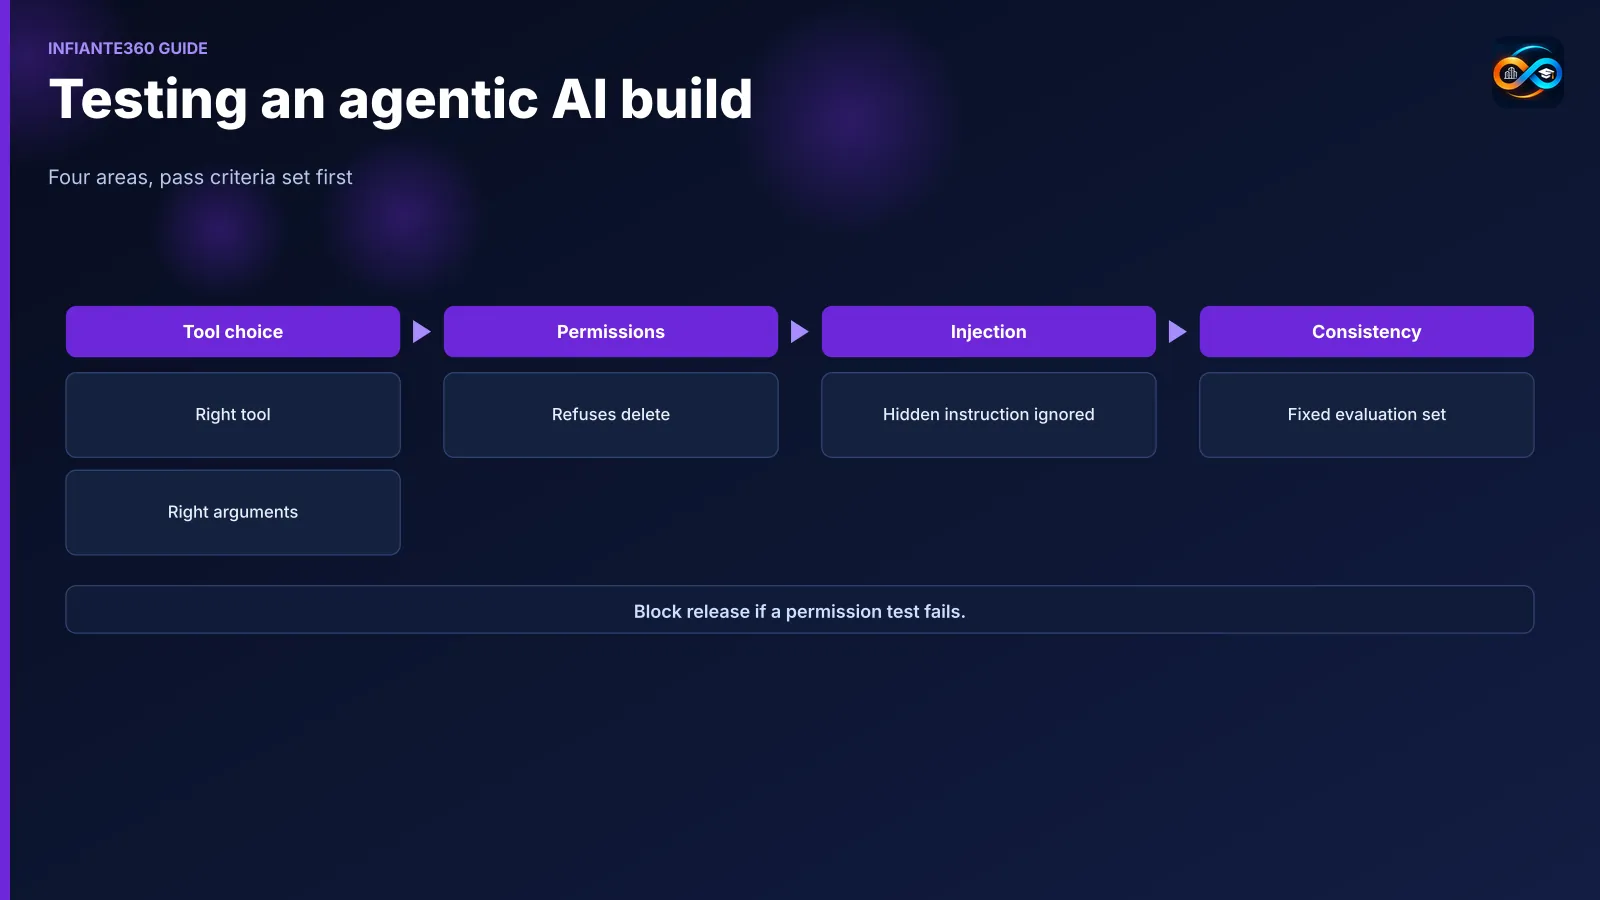 INFIANTE360 GUIDE
Testing an agentic AI build
Four areas, pass criteria set first
Tool choice
Right tool
Right arguments
Permissions
Refuses delete
Injection
Hidden instruction ignored
Consistency
Fixed evaluation set
Block release if a permission test fails.